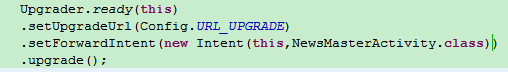 Upgrader.ready(this)
.setUpgradeUrl(Config.URL_UPGRADE)
.setForwardIntent(new Intent(this,NewsMasterActivity.class))
.upgrade();